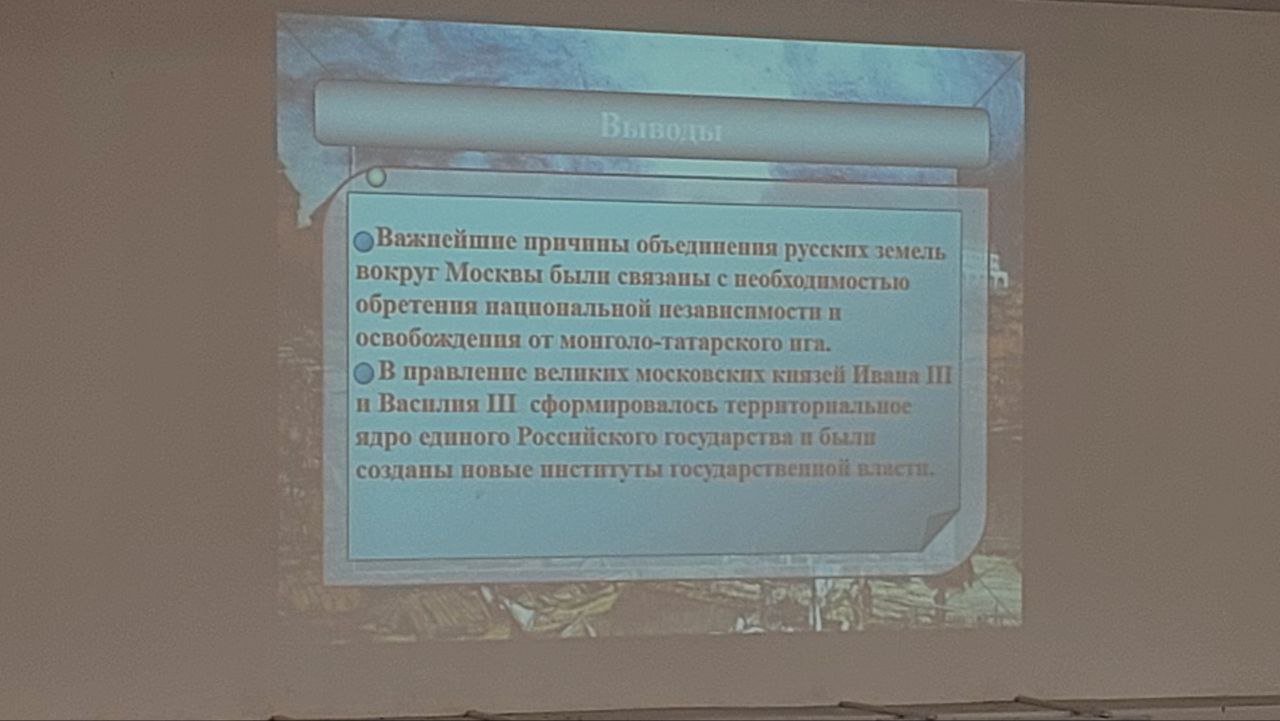 Выводы
Важнейшие причины объединения русских земель
вокруг Москвы были связаны с необходимостью
обретения национальной независимости и
освобождения от монголо-татарского ига.
В правление великих московских князей Ивана III
и Василия III сформировалось территориальное
ядро единого Российского государства и были
созданы новые институты государственной власти.